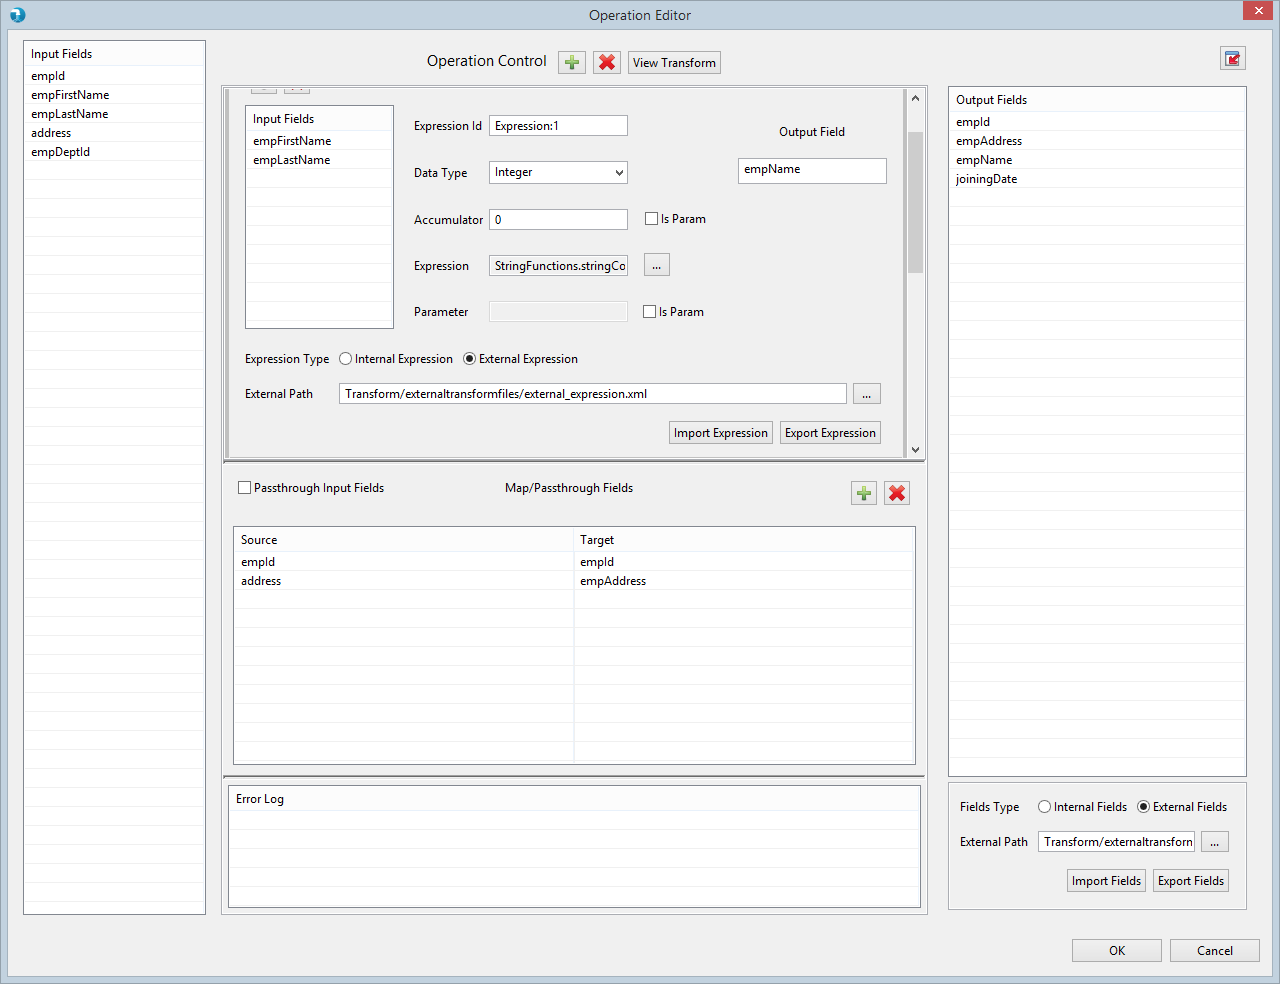 Operation Editor
Input Fields
empId
empFirstName
empLastName
address
empDeptId
Operation Control
View Transform
Input Fields
empFirstName
empLastName
Expression Id
Expression:1
Data Type
Integer
Accumulator
0
Is Param
Expression
StringFunctions.stringCo
...
Parameter
Is Param
Output Field
empName
Expression Type
Internal Expression
External Expression
External Path
Transform/externaltransformfiles/external_expression.xml
...
Import Expression
Export Expression
Passthrough Input Fields
Map/Passthrough Fields
Source Target
empId empId
address empAddress
Error Log
Output Fields
empId
empAddress
empName
joiningDate
Fields Type
Internal Fields
External Fields
External Path
Transform/externaltransforn
...
Import Fields
Export Fields
OK
Cancel